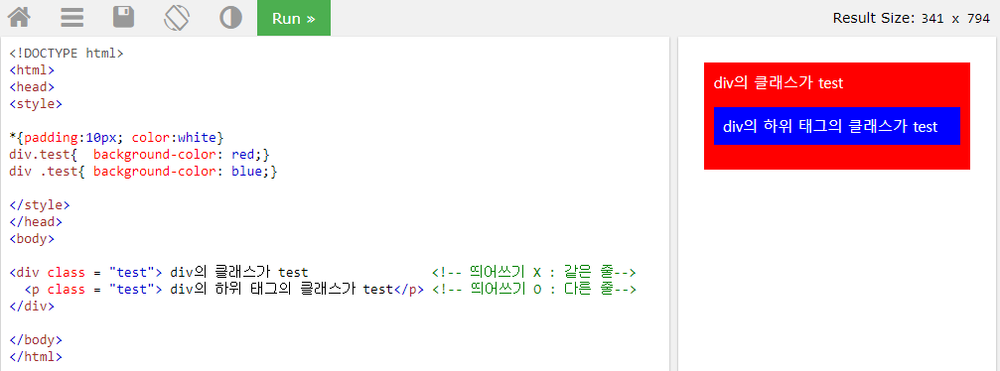 Run »
Result Size: 341 x 794
<!DOCTYPE html>
<html>
<head>
<style>
*{padding:10px; color:white}
div.test{  background-color: red;}
div .test{ background-color: blue;}
</style>
</head>
<body>
<div class = "test"> div의 클래스가 test <!-- 띄어쓰기 X : 같은 줄-->
<p class = "test"> div의 하위 태그의 클래스가 test</p> <!-- 띄어쓰기 O : 다른 줄-->
</div>
</body>
</html>
div의 클래스가 test
div의 하위 태그의 클래스가 test